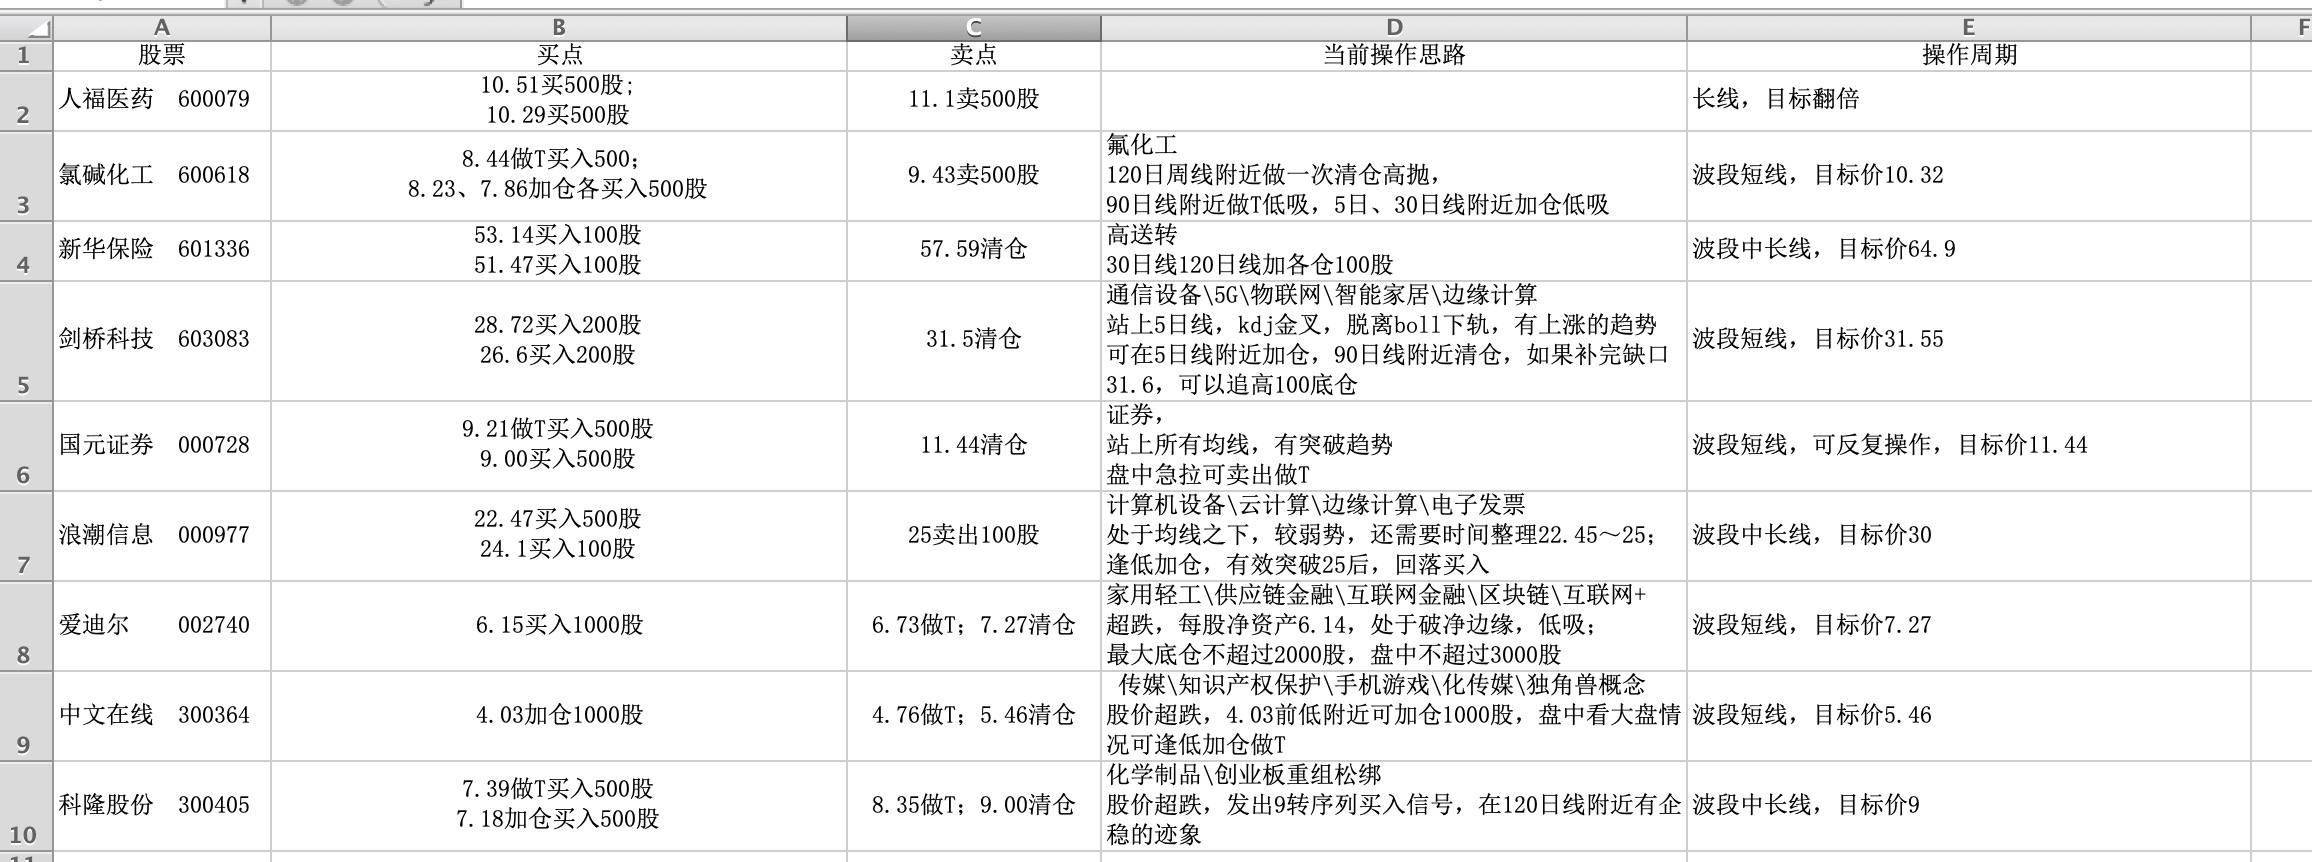 A B C D E F
1 股票 买点 卖点 当前操作思路 操作周期
2 人福医药 600079
10.51买500股;
10.29买500股
11.1卖500股
长线，目标翻倍
3 氯碱化工 600618
8.44做T买入500；
8.23、7.86加仓各买入500股
9.43卖500股
氟化工
120日周线附近做一次清仓高抛，
90日线附近做T低吸，5日、30日线附近加仓低吸
波段短线，目标价10.32
4 新华保险 601336
53.14买入100股
51.47买入100股
57.59清仓
高送转
30日线120日线加各仓100股
波段中长线，目标价64.9
5 剑桥科技 603083
28.72买入200股
26.6买入200股
31.5清仓
通信设备\5G\物联网\智能家居\边缘计算
站上5日线，kdj金叉，脱离boll下轨，有上涨的趋势
可在5日线附近加仓，90日线附近清仓，如果补完缺口
31.6，可以追高100底仓
波段短线，目标价31.55
6 国元证券 000728
9.21做T买入500股
9.00买入500股
11.44清仓
证券，
站上所有均线，有突破趋势
盘中急拉可卖出做T
波段短线，可反复操作，目标价11.44
7 浪潮信息 000977
22.47买入500股
24.1买入100股
25卖出100股
计算机设备\云计算\边缘计算\电子发票
处于均线之下，较弱势，还需要时间整理22.45～25；
逢低加仓，有效突破25后，回落买入
波段中长线，目标价30
8 爱迪尔 002740
6.15买入1000股
6.73做T；7.27清仓
家用轻工\供应链金融\互联网金融\区块链\互联网+
超跌，每股净资产6.14，处于破净边缘，低吸；
最大底仓不超过2000股，盘中不超过3000股
波段短线，目标价7.27
9 中文在线 300364
4.03加仓1000股
4.76做T；5.46清仓
传媒\知识产权保护\手机游戏\化传媒\独角兽概念
股价超跌，4.03前低附近可加仓1000股，盘中看大盘情
况可逢低加仓做T
波段短线，目标价5.46
10 科隆股份 300405
7.39做T买入500股
7.18加仓买入500股
8.35做T；9.00清仓
化学制品\创业板重组松绑
股价超跌，发出9转序列买入信号，在120日线附近有企
稳的迹象
波段中长线，目标价9